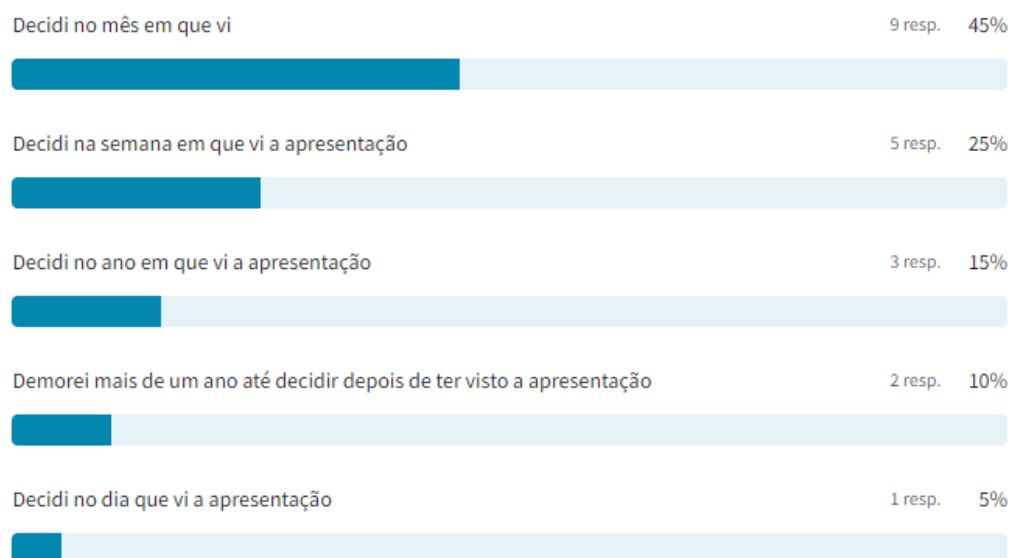 Decidi no mês em que vi 9 resp. 45%
Decidi na semana em que vi a apresentação 5 resp. 25%
Decidi no ano em que vi a apresentação 3 resp. 15%
Demorei mais de um ano até decidir depois de ter visto a apresentação 2 resp. 10%
Decidi no dia que vi a apresentação 1 resp. 5%